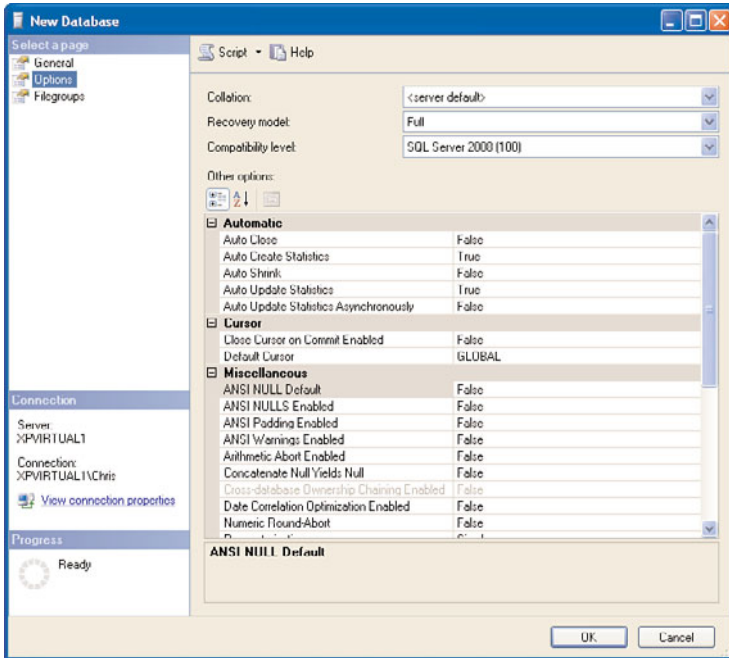 New Database
Select a page
General
Options
Filegroups
Script Help
Collation: <server default>
Recovery model: Full
Compatibility level: SQL Server 2008 (100)
Other options:
Automatic
Auto Close False
Auto Create Statistics True
Auto Shrink False
Auto Update Statistics True
Auto Update Statistics Asynchronously False
Cursor
Close Cursor on Commit Enabled False
Default Cursor GLOBAL
Miscellaneous
ANSI NULL Default False
ANSI NULLS Enabled False
ANSI Padding Enabled False
ANSI Warnings Enabled False
Arithmetic Abort Enabled False
Concatenate Null Yields Null False
Cross-database Ownership Chaining Enabled False
Date Correlation Optimization Enabled False
Numeric Round-Abort False
ANSI NULL Default
Connection
Server:
XPVIRTUAL1
Connection:
XPVIRTUAL1\Chris
View connection properties
Progress
Ready
OK Cancel